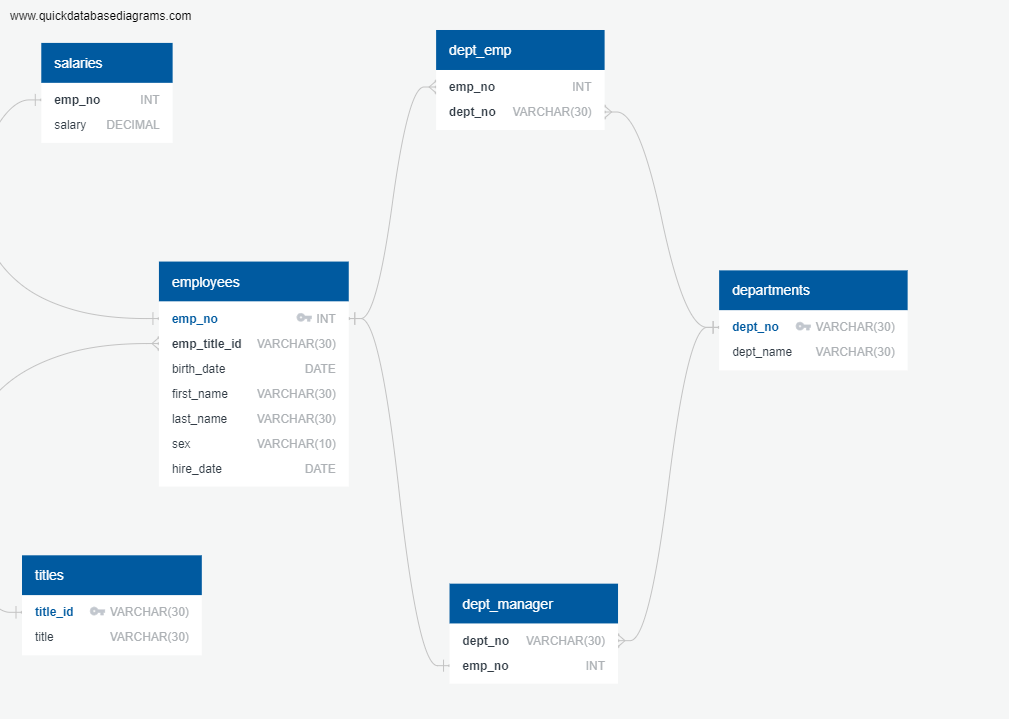 www.quickdatabasediagrams.com
salaries
emp_no INT
salary DECIMAL
dept_emp
emp_no INT
dept_no VARCHAR(30)
employees
emp_no INT
emp_title_id VARCHAR(30)
birth_date DATE
first_name VARCHAR(30)
last_name VARCHAR(30)
sex VARCHAR(10)
hire_date DATE
departments
dept_no VARCHAR(30)
dept_name VARCHAR(30)
titles
title_id VARCHAR(30)
title VARCHAR(30)
dept_manager
dept_no VARCHAR(30)
emp_no INT